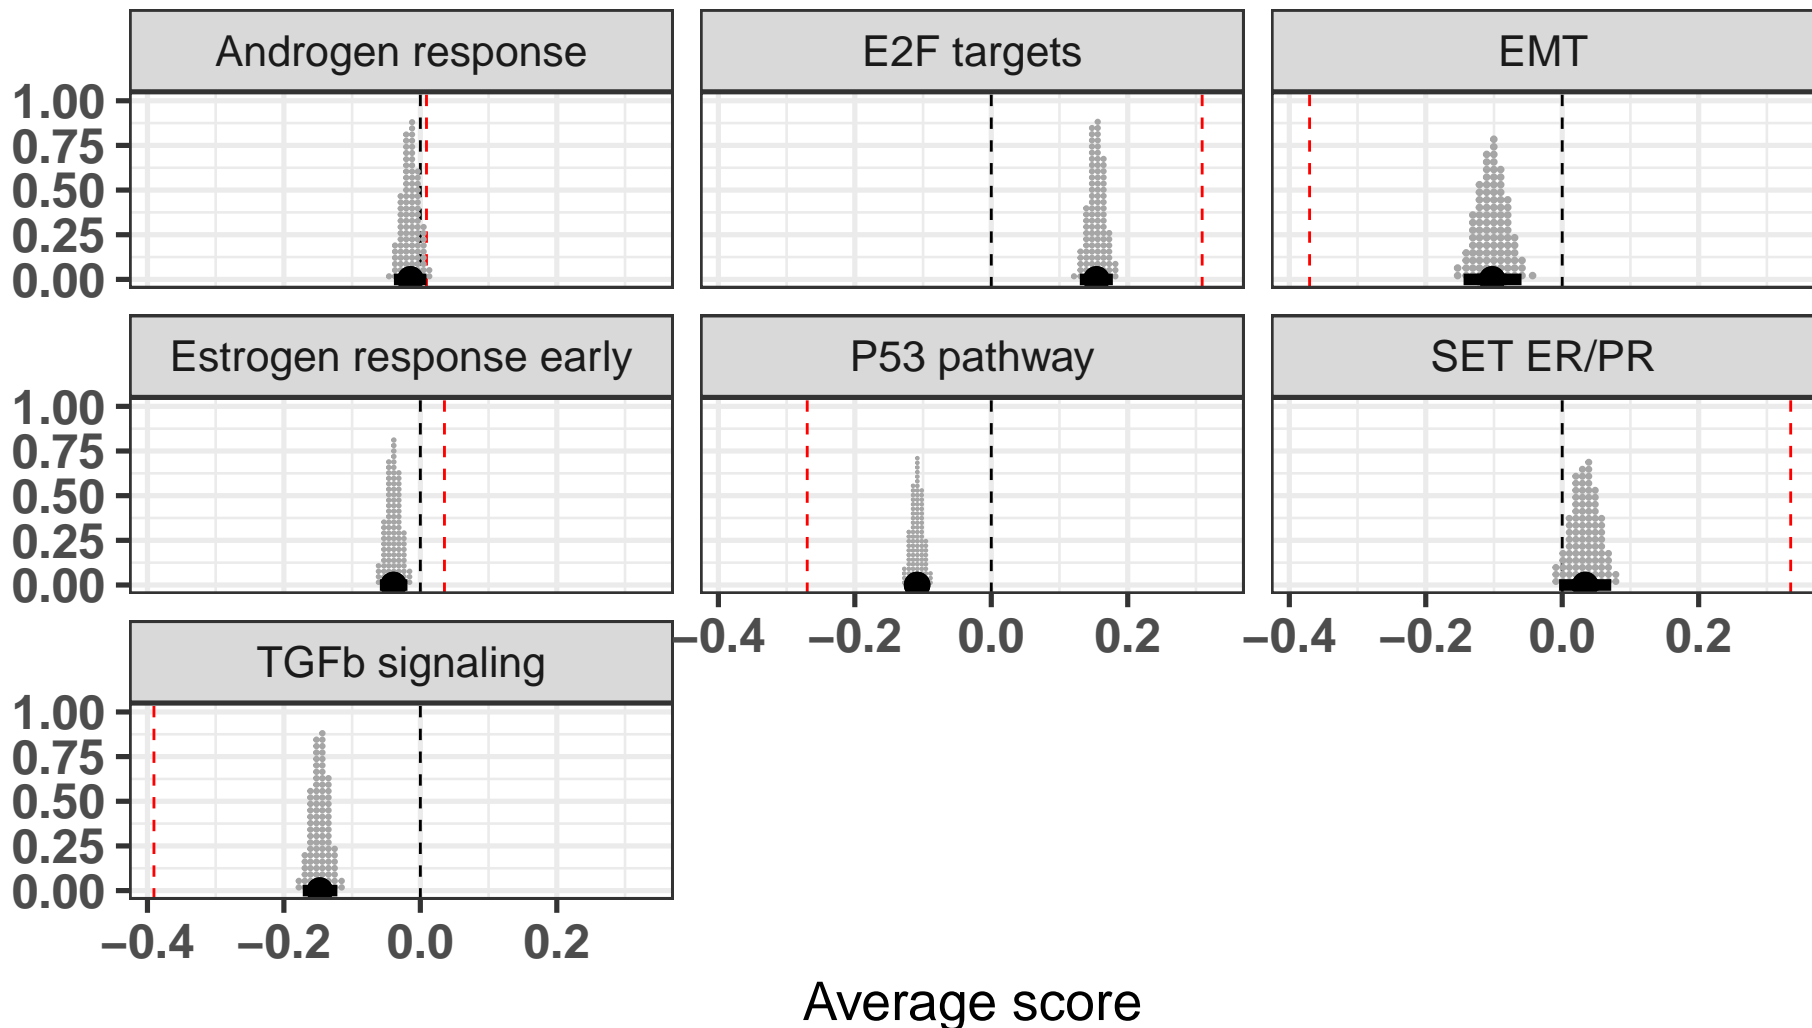 Androgen response
E2F targets
EMT
1.00
0.75
0.50
0.25
0.00
Estrogen response early
P53 pathway
SET ER/PR
1.00
0.75
0.50
0.25
0.00
−0.4 −0.2 0.0 0.2
−0.4 −0.2 0.0 0.2
TGFb signaling
1.00
0.75
0.50
0.25
0.00
−0.4 −0.2 0.0 0.2
Average score